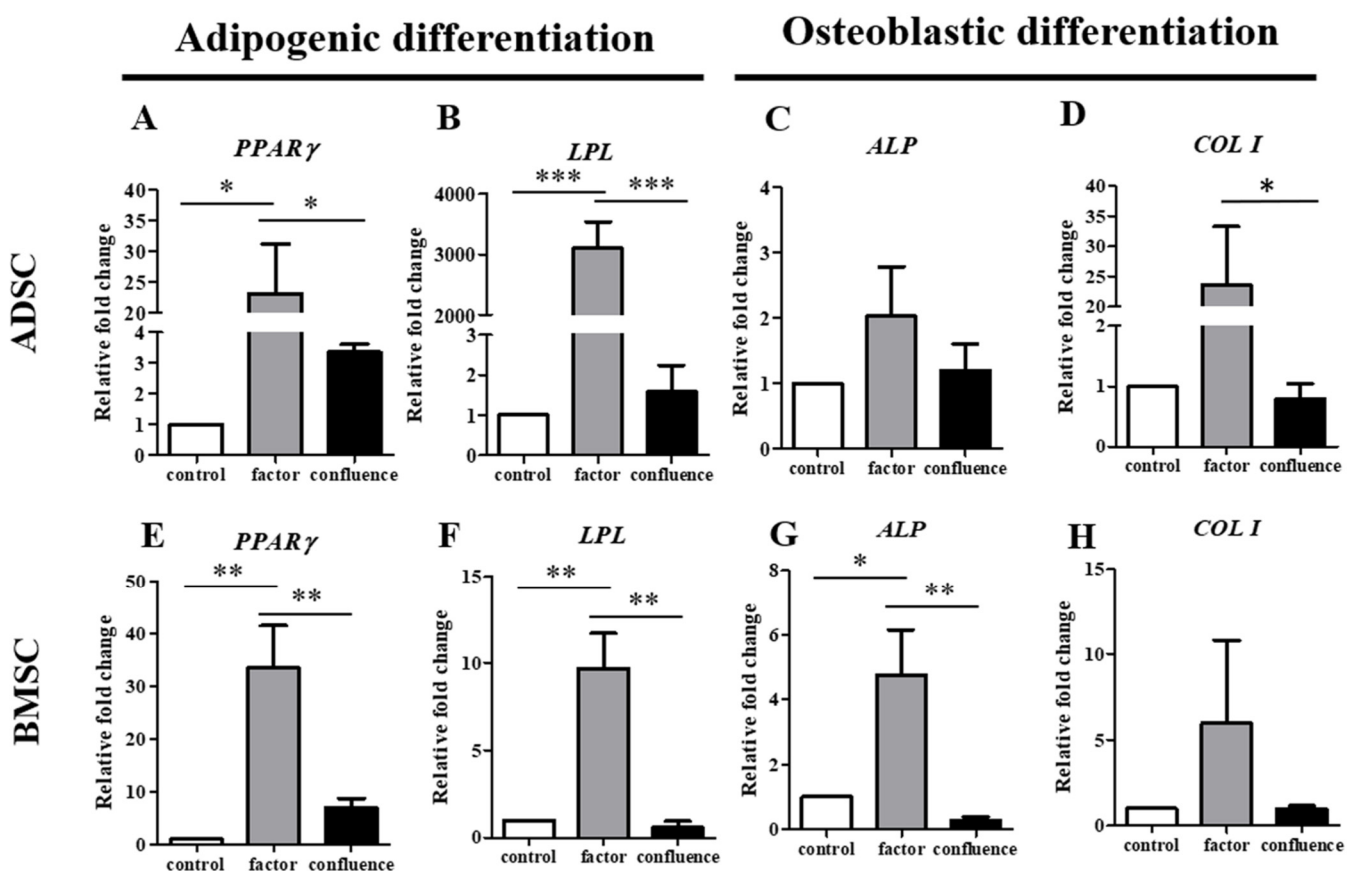 Adipogenic differentiation
Osteoblastic differentiation
ADSC
A
PPARγ
Relative fold change
40
35
30
25
20
4
3
2
1
0
*
*
control factor confluence
B
LPL
Relative fold change
4000
3000
2000
3
2
1
0
***
***
control factor confluence
C
ALP
Relative fold change
4
3
2
1
0
control factor confluence
D
COL I
Relative fold change
40
35
30
25
20
2
1
0
*
control factor confluence
BMSC
E
PPARγ
Relative fold change
50
40
30
20
10
0
**
**
control factor confluence
F
LPL
Relative fold change
15
10
5
0
**
**
control factor confluence
G
ALP
Relative fold change
8
6
4
2
0
*
**
control factor confluence
H
COL I
Relative fold change
15
10
5
0
control factor confluence